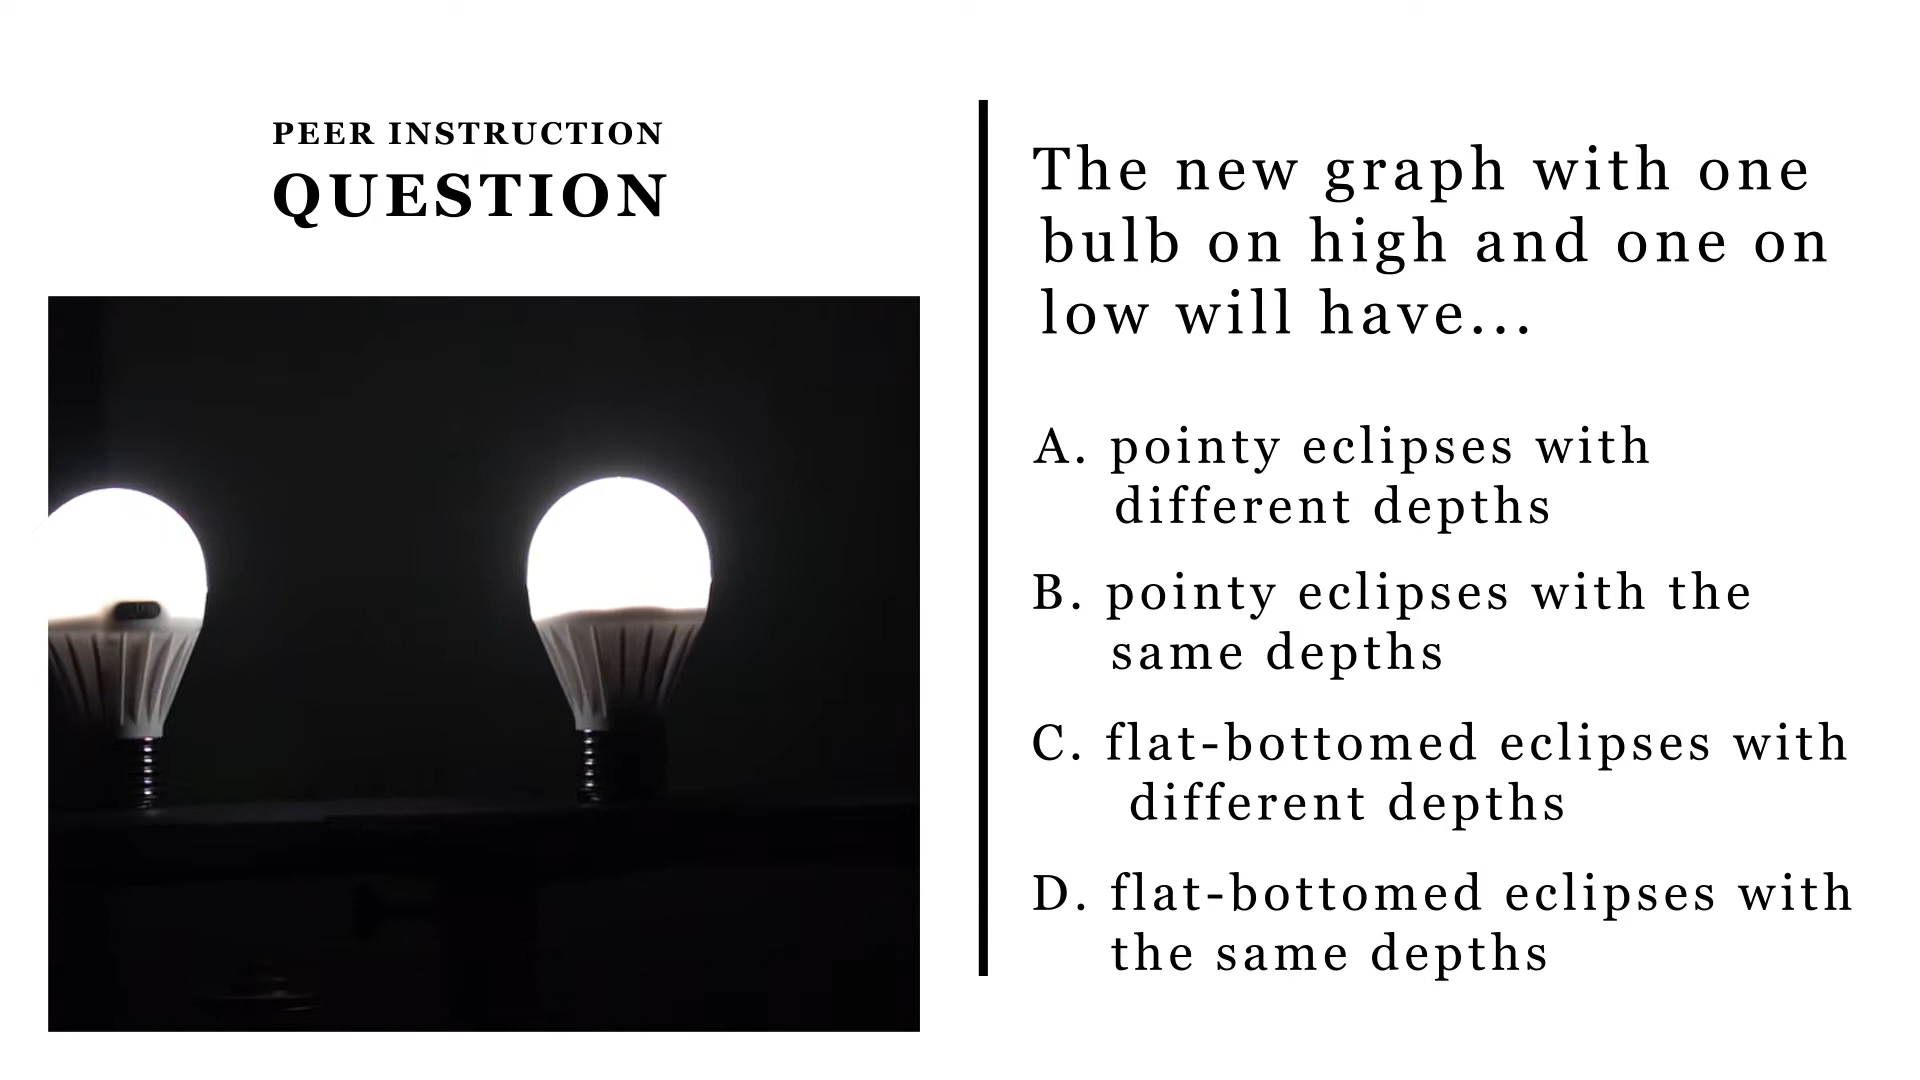 PEER INSTRUCTION
QUESTION
The new graph with one
bulb on high and one on
low will have...
A. pointy eclipses with
different depths
B. pointy eclipses with the
same depths
C. flat-bottomed eclipses with
different depths
D. flat-bottomed eclipses with
the same depths